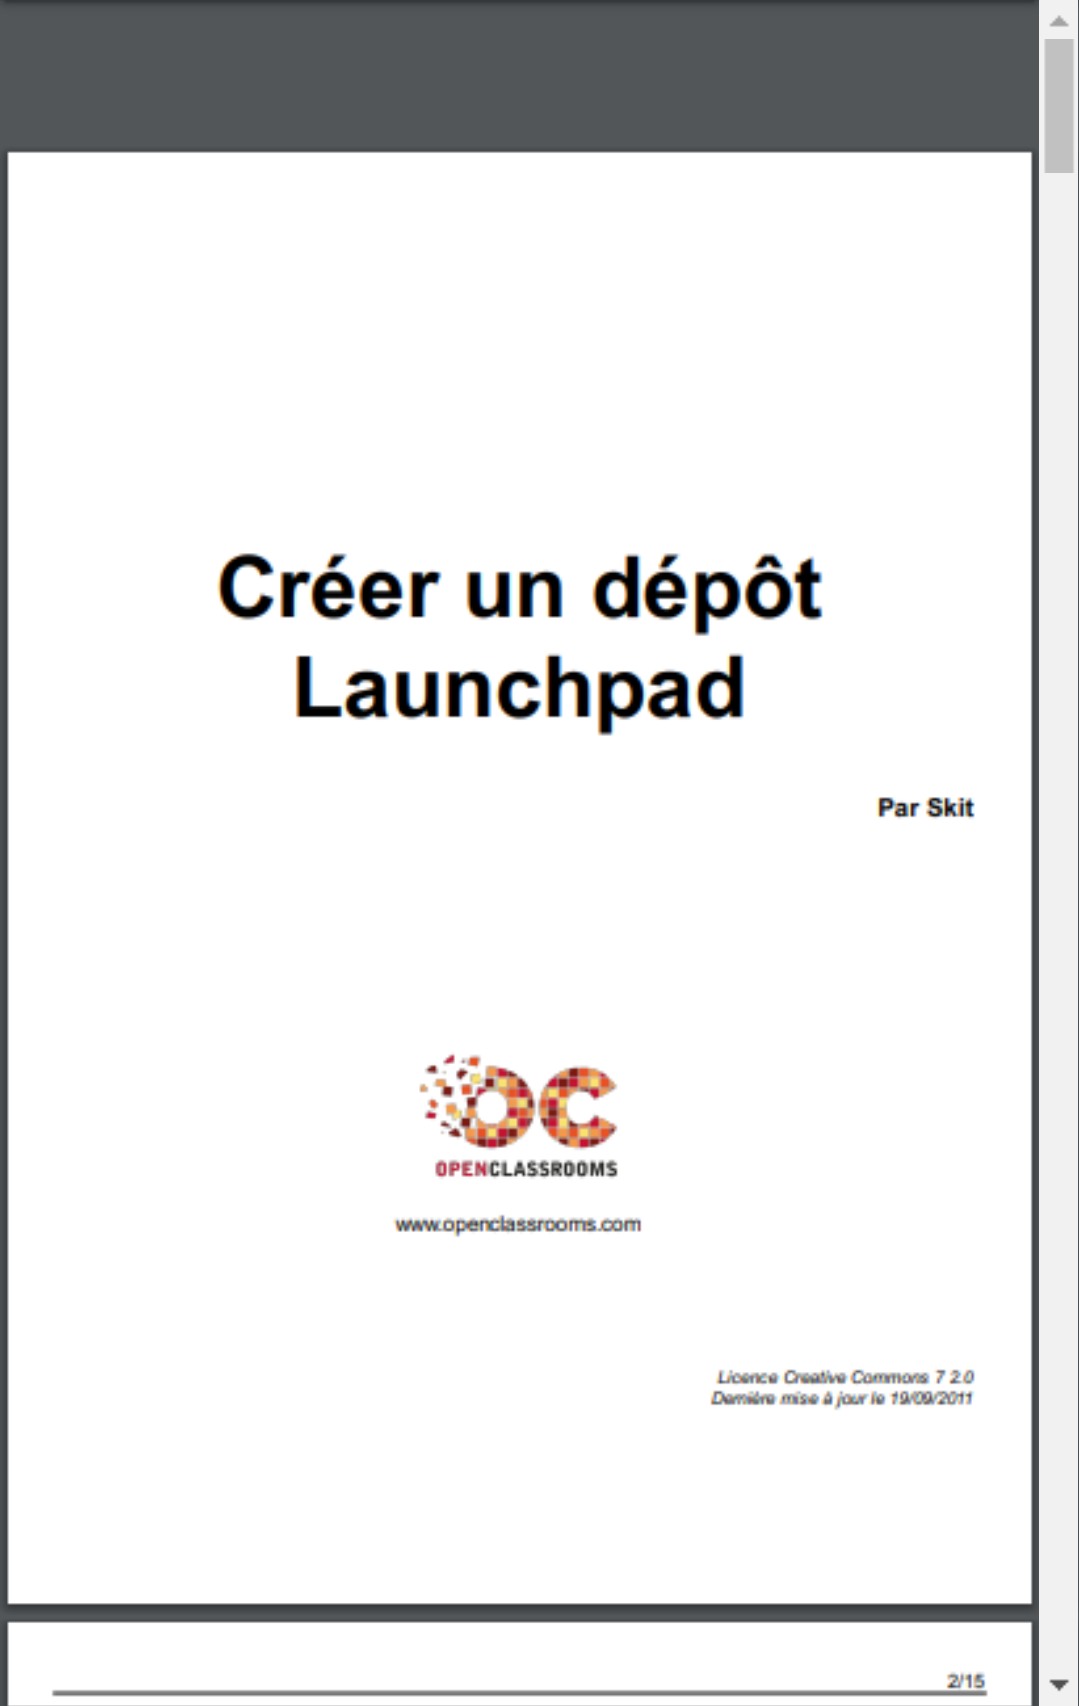 Créer un dépôt
Launchpad
Par Skit
OC
OPENCLASSROOMS
www.openclassrooms.com
Licence Creative Commons 7 2.0
Dernière mise à jour le 19/09/2011
2/15